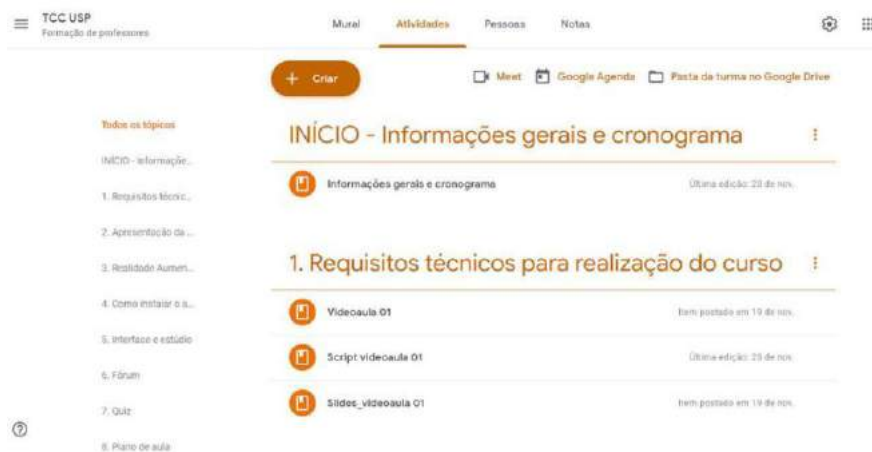 TCC USP
Formação de professores
Mural Atividades Pessoas Notas
+ Criar
Meet Google Agenda Pasta da turma no Google Drive
Todos os tópicos
INÍCIO - Informaçõe...
1. Requisitos técnic...
2. Apresentação da ...
3. Realidade Aumen...
4. Como instalar o a...
5. Interface e estúdio
6. Fórum
7. Quiz
8. Plano de aula
INÍCIO - Informações gerais e cronograma
Informações gerais e cronograma Última edição: 28 de nov.
1. Requisitos técnicos para realização do curso
Videoaula 01 Item postado em 19 de nov.
Script videoaula 01 Última edição: 25 de nov.
Slides_videoaula 01 Item postado em 19 de nov.